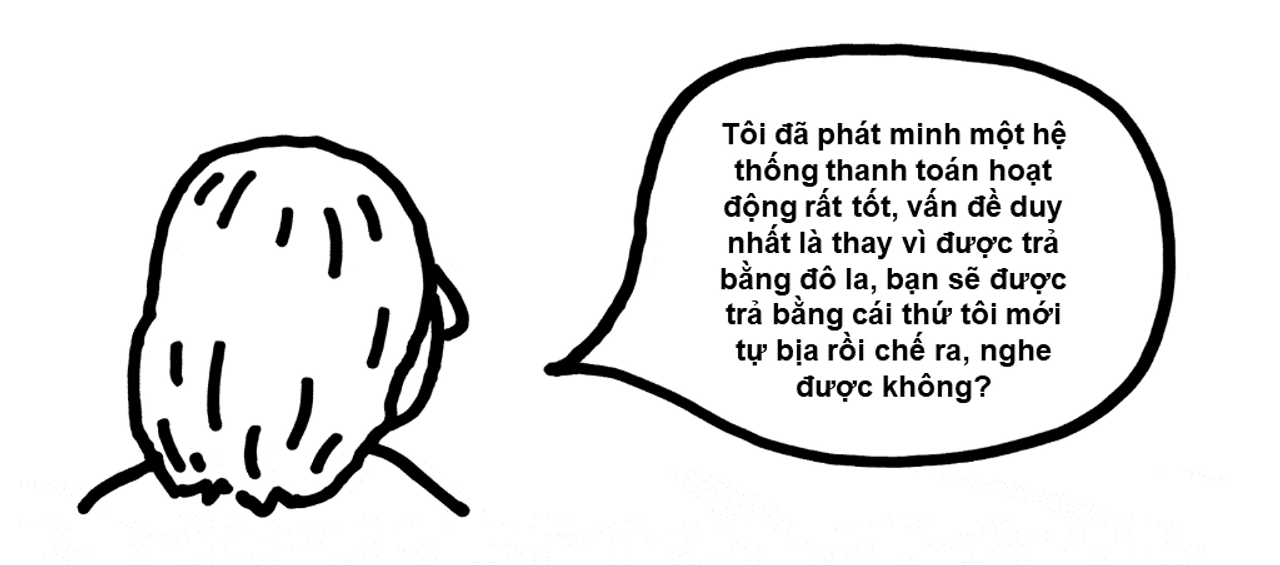 Tôi đã phát minh một hệ
thống thanh toán hoạt
động rất tốt, vấn đề duy
nhất là thay vì được trả
bằng đô la, bạn sẽ được
trả bằng cái thứ tôi mới
tự bịa rồi chế ra, nghe
được không?